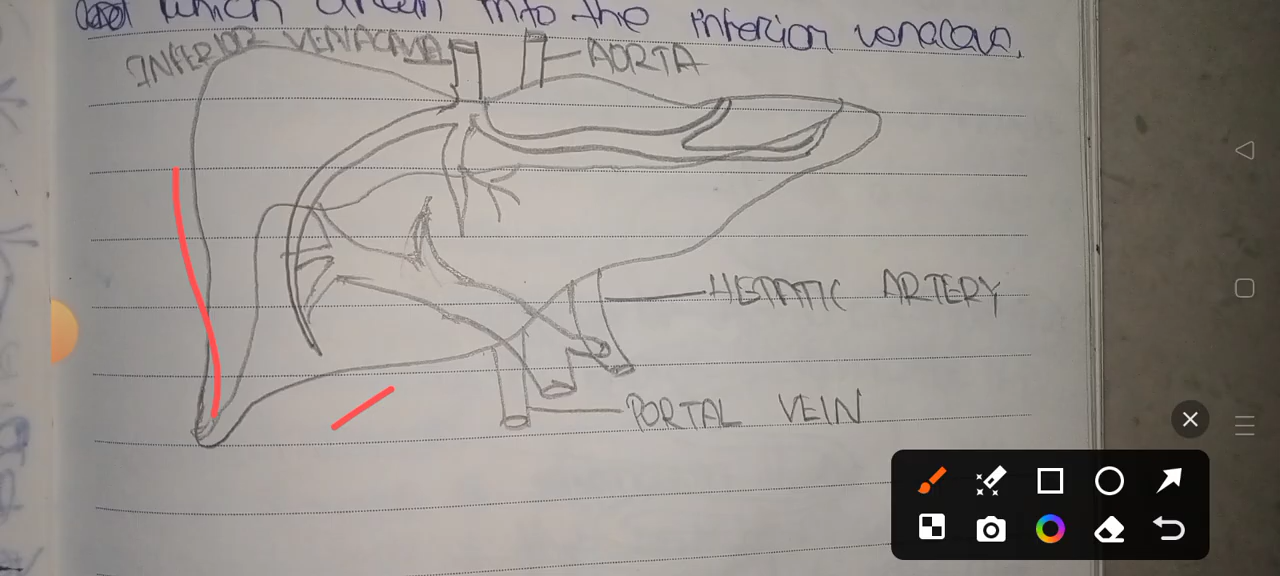 which drain into the inferior venacava.
INFERIOR VENACAVA
AORTA
HEPATIC ARTERY
PORTAL VEIN